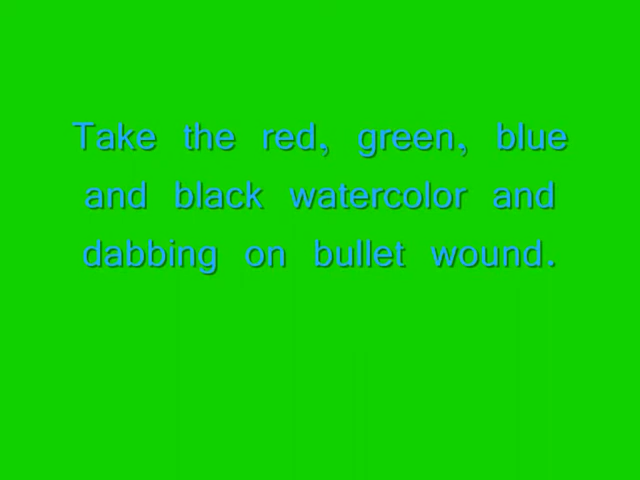 Take the red, green, blue
and black watercolor and
dabbing on bullet wound.